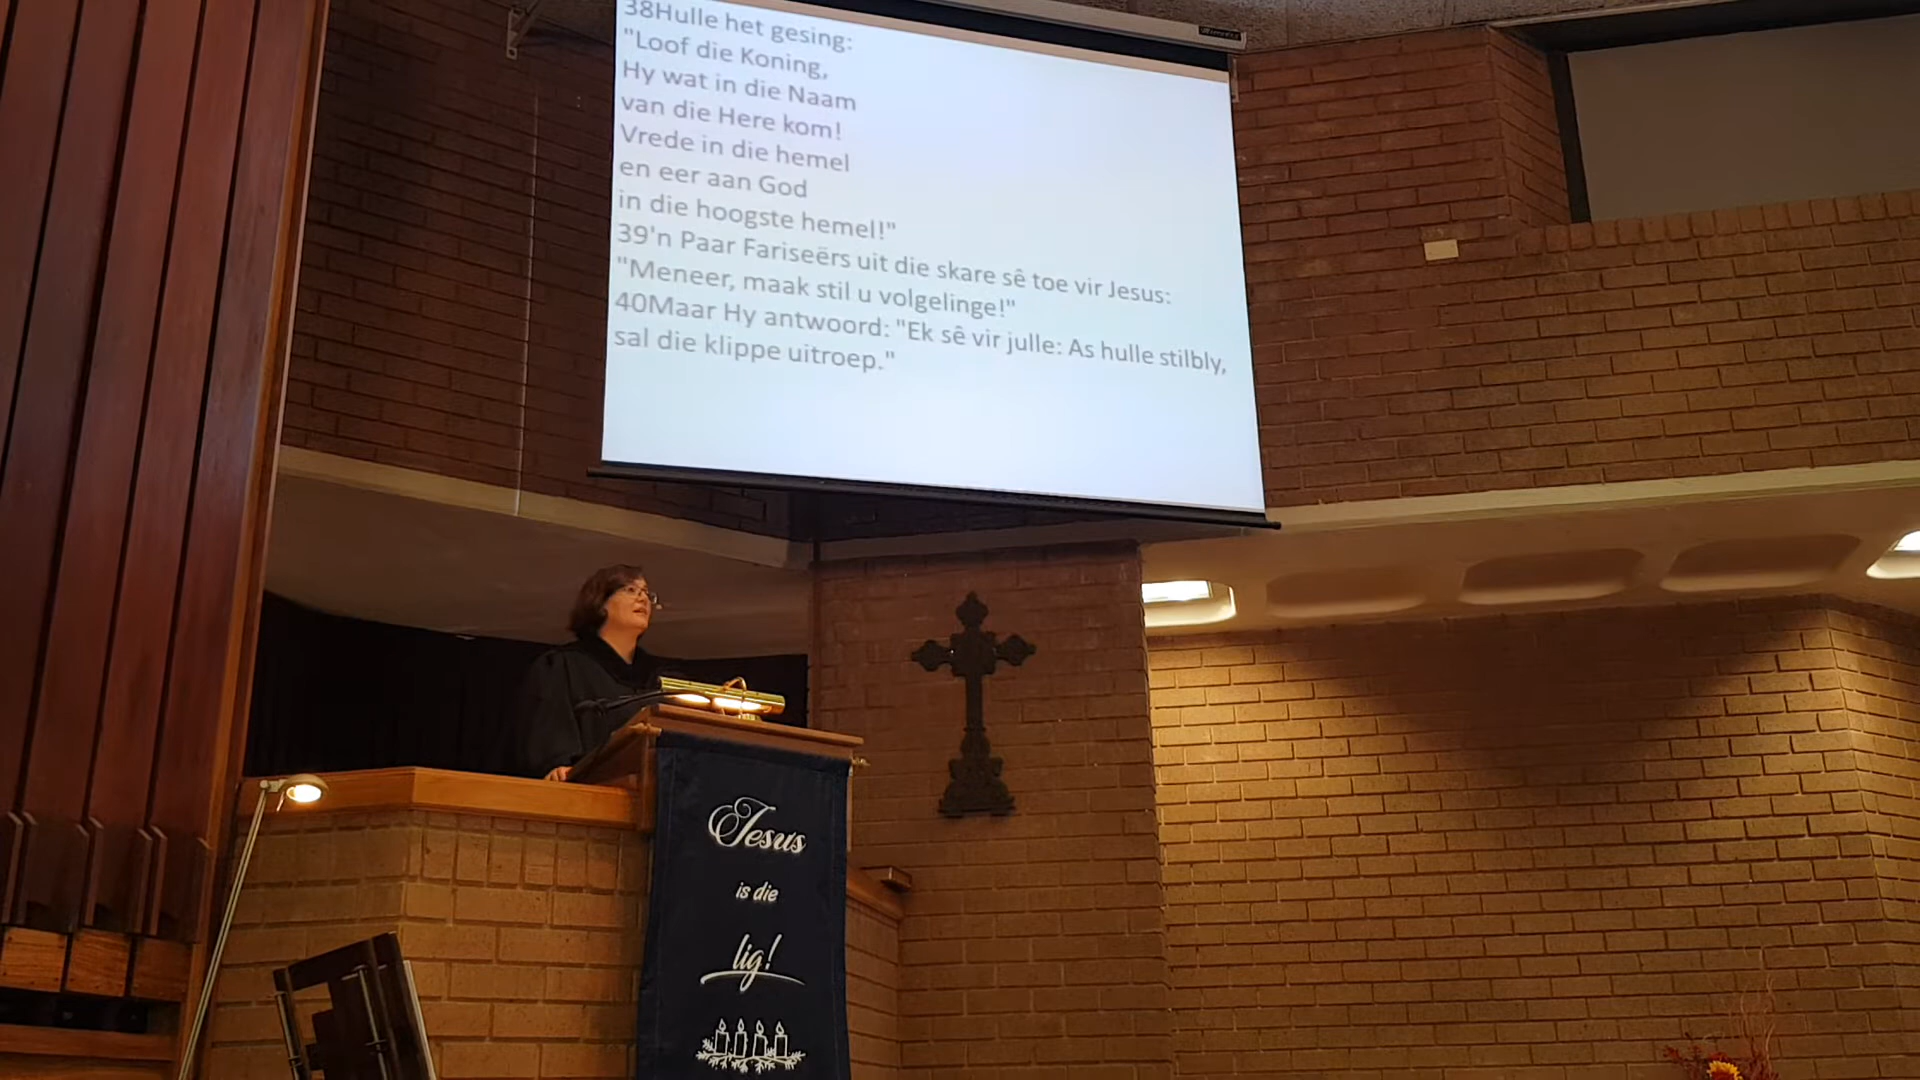 38Hulle het gesing:
"Loof die Koning,
Hy wat in die Naam
van die Here kom!
Vrede in die hemel
en eer aan God
in die hoogste hemel!"
39'n Paar Fariseërs uit die skare sê toe vir Jesus:
"Meneer, maak stil u volgelinge!"
40Maar Hy antwoord: "Ek sê vir julle: As hulle stilbly,
sal die klippe uitroep."
Jesus
is die
lig!